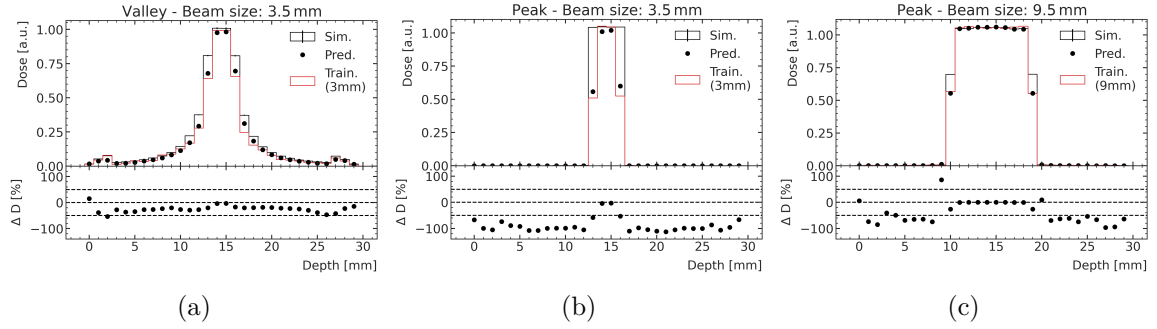 Valley - Beam size: 3.5 mm
Dose [a.u.]
1.00
0.75
0.50
0.25
0.00
Sim.
Pred.
Train.
(3mm)
Δ D [%]
100
0
−100
0 5 10 15 20 25 30
Depth [mm]
(a)
Peak - Beam size: 3.5 mm
Dose [a.u.]
1.00
0.75
0.50
0.25
0.00
Sim.
Pred.
Train.
(3mm)
Δ D [%]
100
0
−100
0 5 10 15 20 25 30
Depth [mm]
(b)
Peak - Beam size: 9.5 mm
Dose [a.u.]
1.00
0.75
0.50
0.25
0.00
Sim.
Pred.
Train.
(9mm)
Δ D [%]
100
0
−100
0 5 10 15 20 25 30
Depth [mm]
(c)